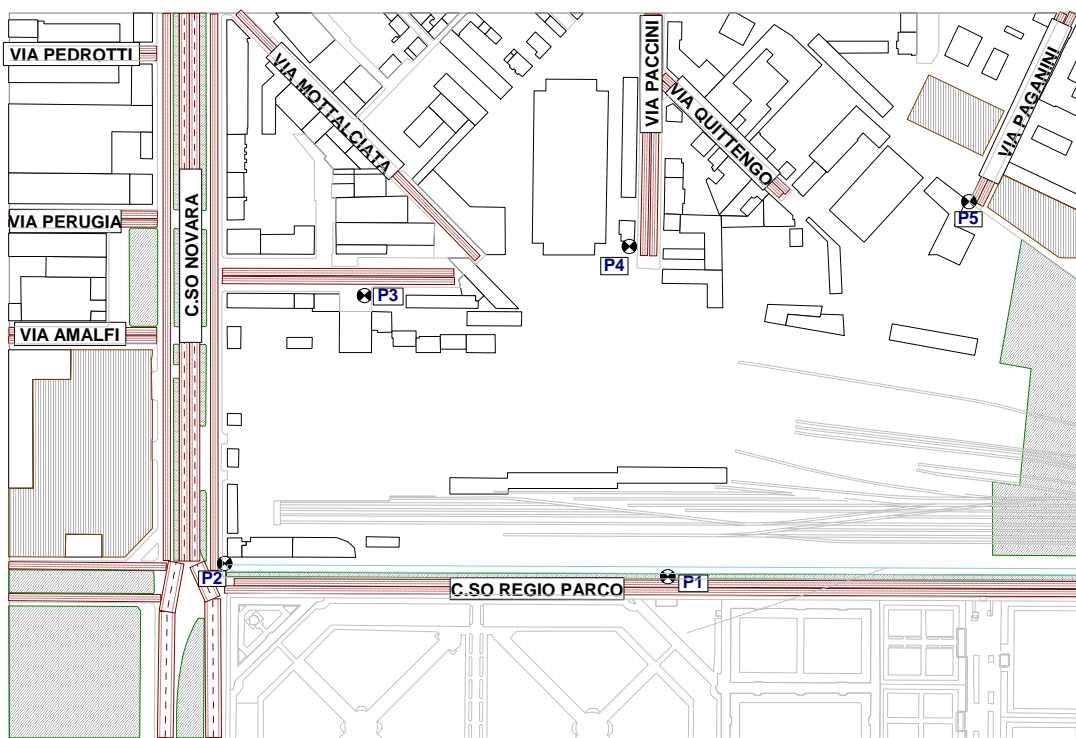 VIA PEDROTTI
VIA MOTTALCIATA
VIA PACCINI
VIA QUITTENGO
VIA PAGANINI
VIA PERUGIA
C.SO NOVARA
P5
P4
P3
VIA AMALFI
P2
P1
C.SO REGIO PARCO